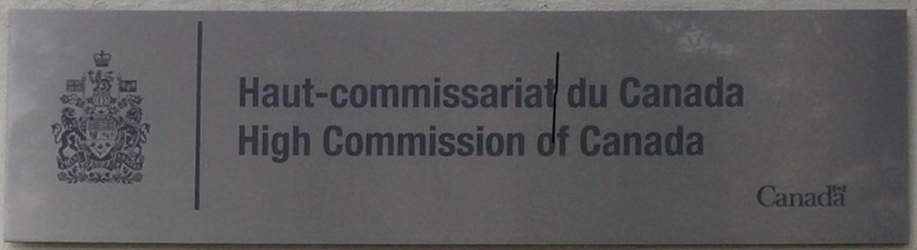 Haut-commissariat du Canada
High Commission of Canada
Canada